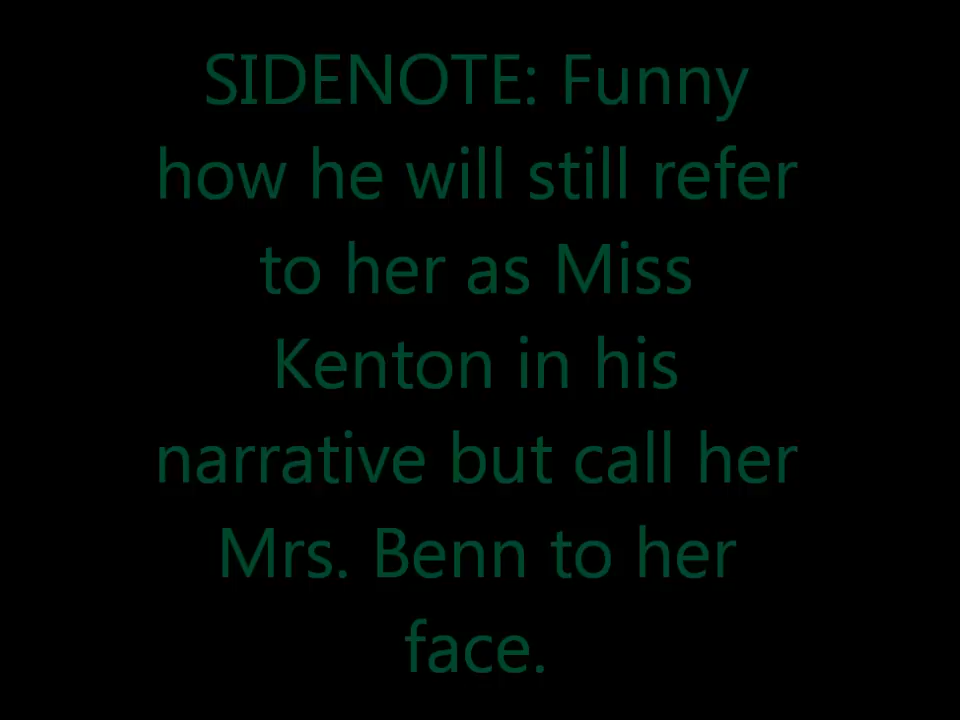 SIDENOTE: Funny
how he will still refer
to her as Miss
Kenton in his
narrative but call her
Mrs. Benn to her
face.